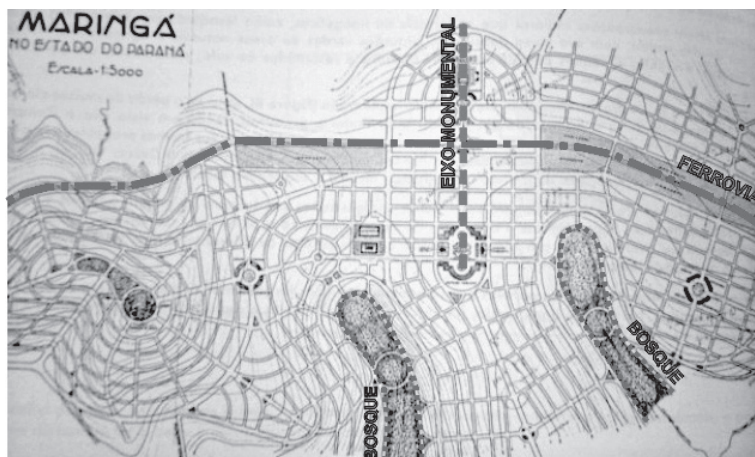 MARINGÁ
NO ESTADO DO PARANÁ
ESCALA-1:5000
EIXO MONUMENTAL
FERROVIA
BOSQUE
BOSQUE